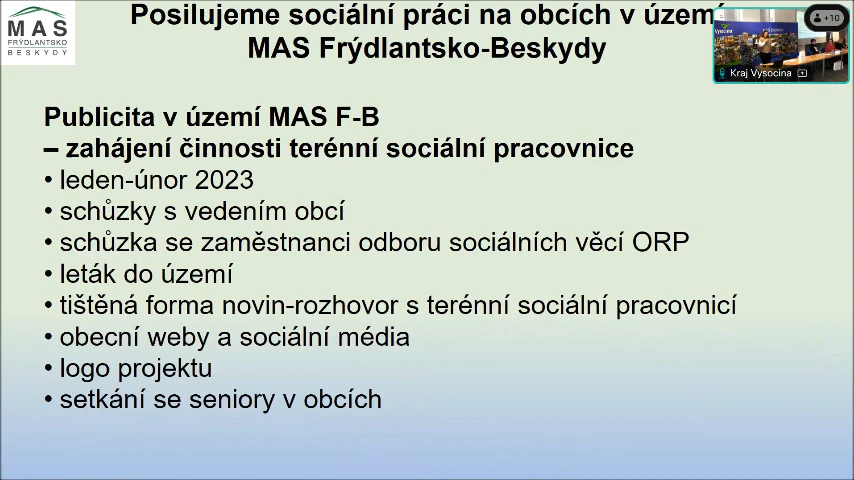 MAS
FRÝDLANTSKO
BESKYDY
Posilujeme sociální práci na obcích v území
MAS Frýdlantsko-Beskydy
+10
Kraj Vysocina
Publicita v území MAS F-B
– zahájení činnosti terénní sociální pracovnice
• leden-únor 2023
• schůzky s vedením obcí
• schůzka se zaměstnanci odboru sociálních věcí ORP
• leták do území
• tištěná forma novin-rozhovor s terénní sociální pracovnicí
• obecní weby a sociální média
• logo projektu
• setkání se seniory v obcích